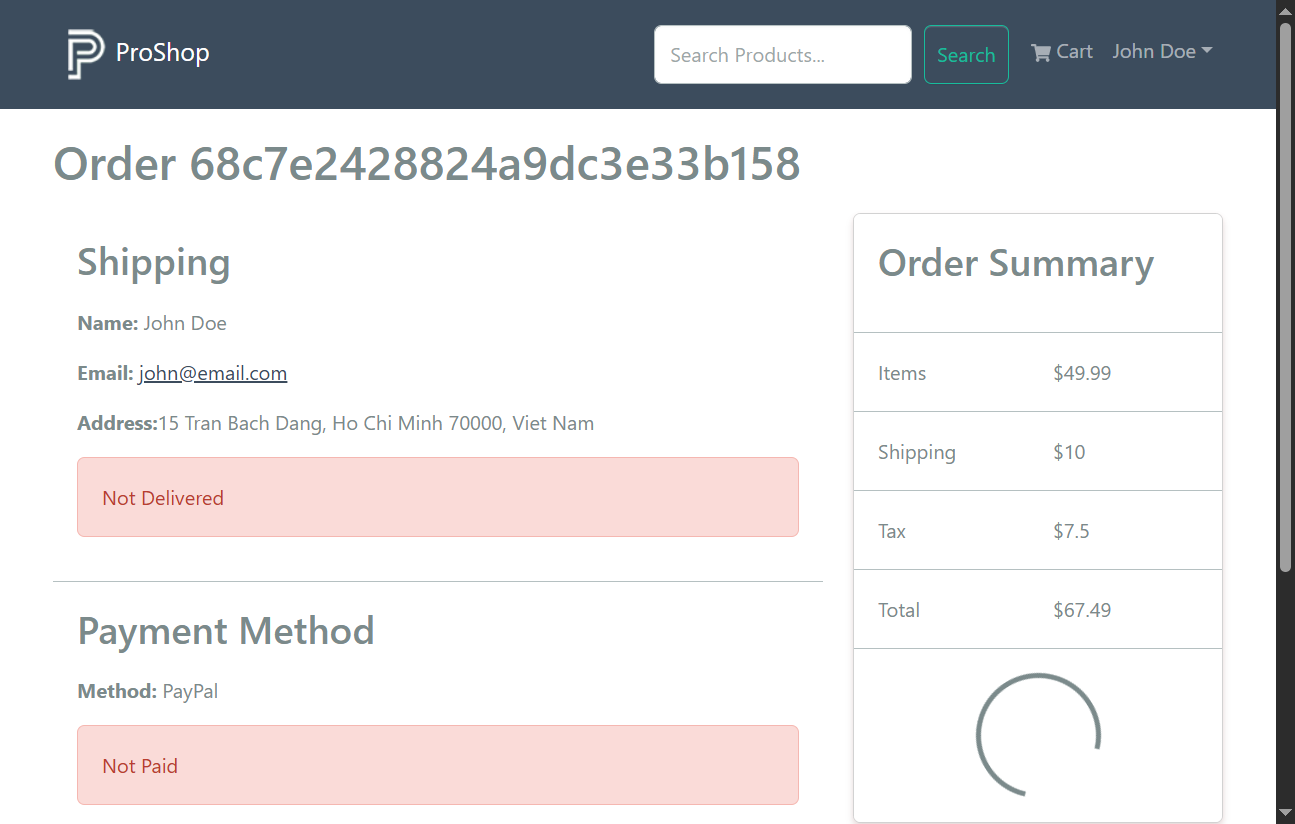 ProShop
Search Products...
Search
Cart
John Doe
Order 68c7e2428824a9dc3e33b158
Shipping
Name: John Doe
Email: john@email.com
Address:15 Tran Bach Dang, Ho Chi Minh 70000, Viet Nam
Not Delivered
Payment Method
Method: PayPal
Not Paid
Order Summary
Items $49.99
Shipping $10
Tax $7.5
Total $67.49